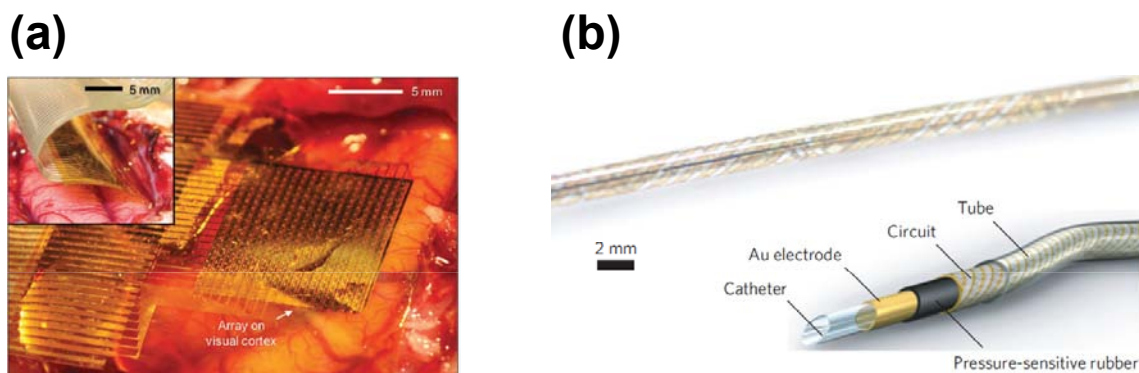 (a)
5 mm
5 mm
Array on
visual cortex
(b)
2 mm
Tube
Circuit
Au electrode
Catheter
Pressure-sensitive rubber